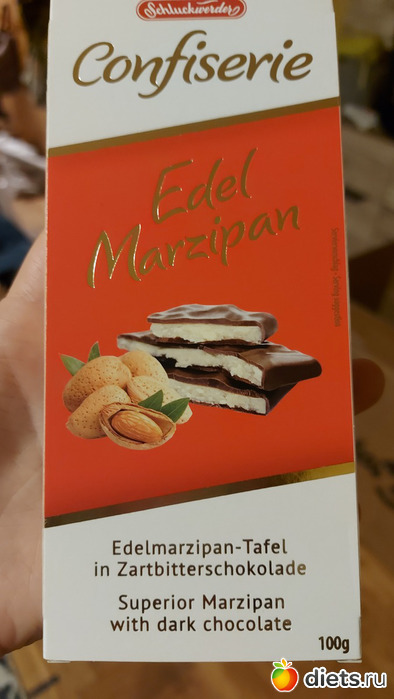 Schluckwerder
Confiserie
Edel
Marzipan
Edelmarzipan-Tafel
in Zartbitterschokolade
Superior Marzipan
with dark chocolate
100g
diets.ru